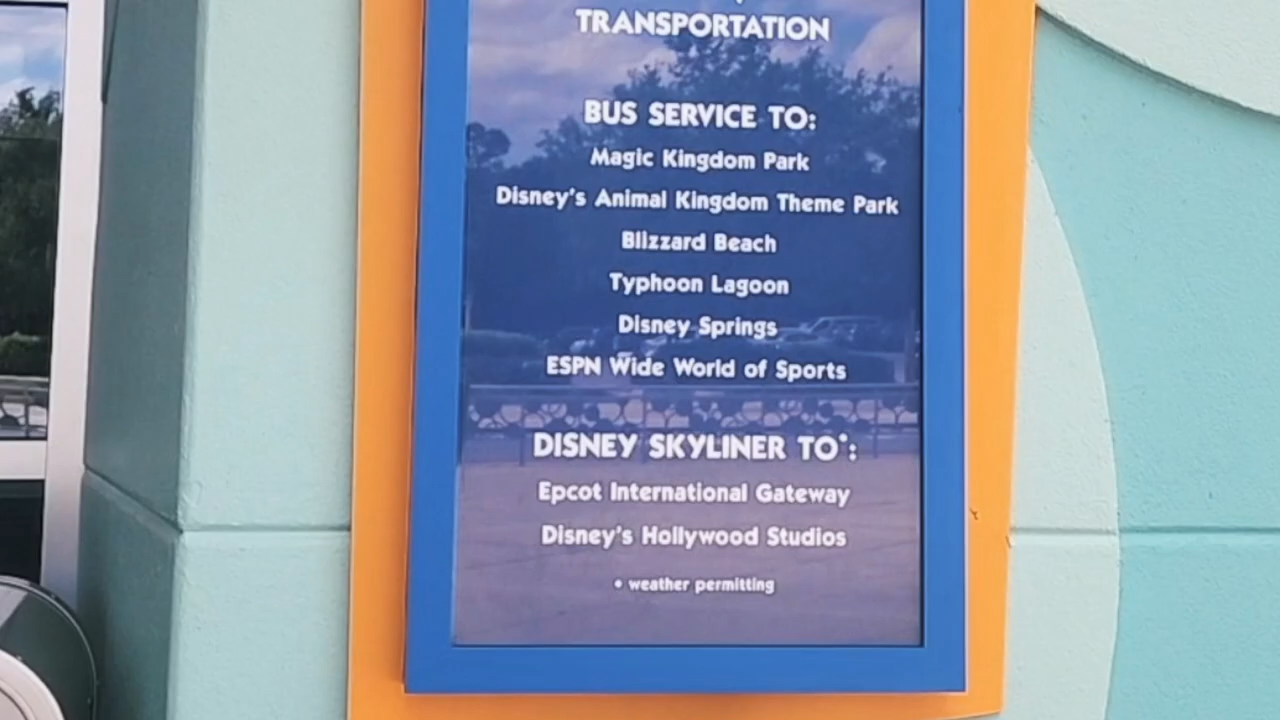 TRANSPORTATION
BUS SERVICE TO:
Magic Kingdom Park
Disney's Animal Kingdom Theme Park
Blizzard Beach
Typhoon Lagoon
Disney Springs
ESPN Wide World of Sports
DISNEY SKYLINER TO*:
Epcot International Gateway
Disney's Hollywood Studios
• weather permitting